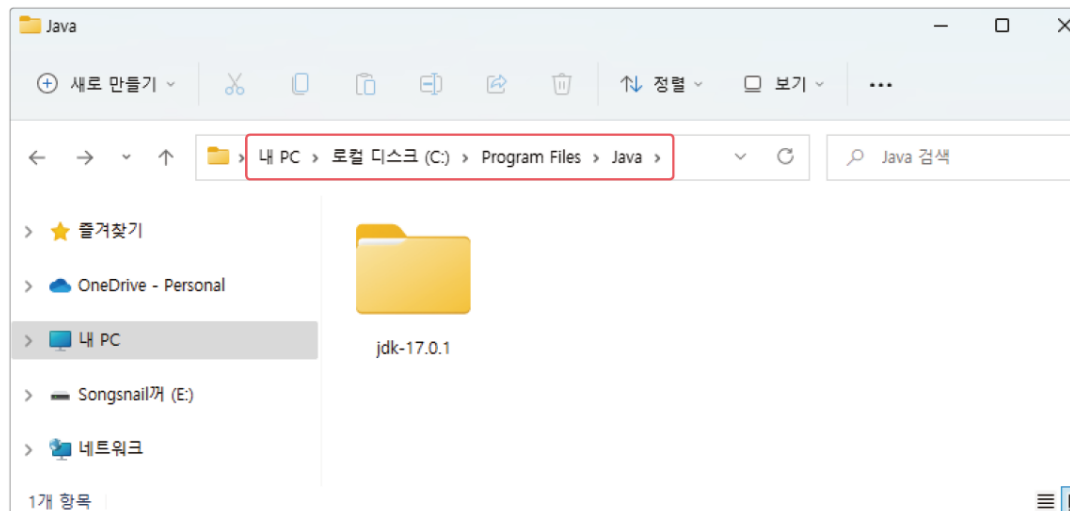 Java
새로 만들기 정렬 보기 •••
내 PC > 로컬 디스크 (C:) > Program Files > Java > Java 검색
즐겨찾기
OneDrive - Personal
내 PC
jdk-17.0.1
Songsnail꺼 (E:)
네트워크
1개 항목